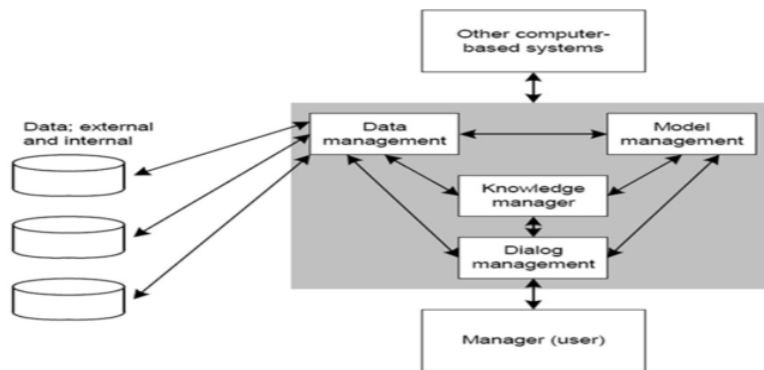 Other computer-
based systems
Data; external
and internal
Data
management
Model
management
Knowledge
manager
Dialog
management
Manager (user)